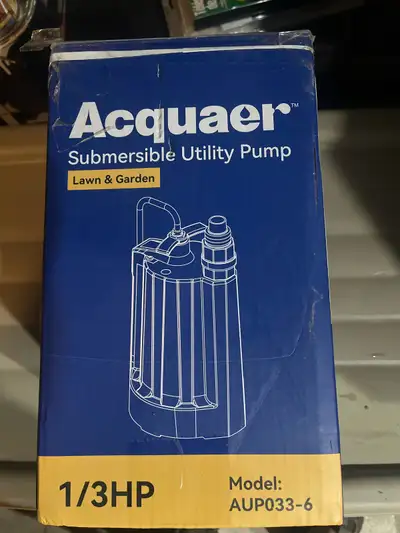 Acquaer™
Submersible Utility Pump
Lawn & Garden
1/3HP
Model:
AUP033-6